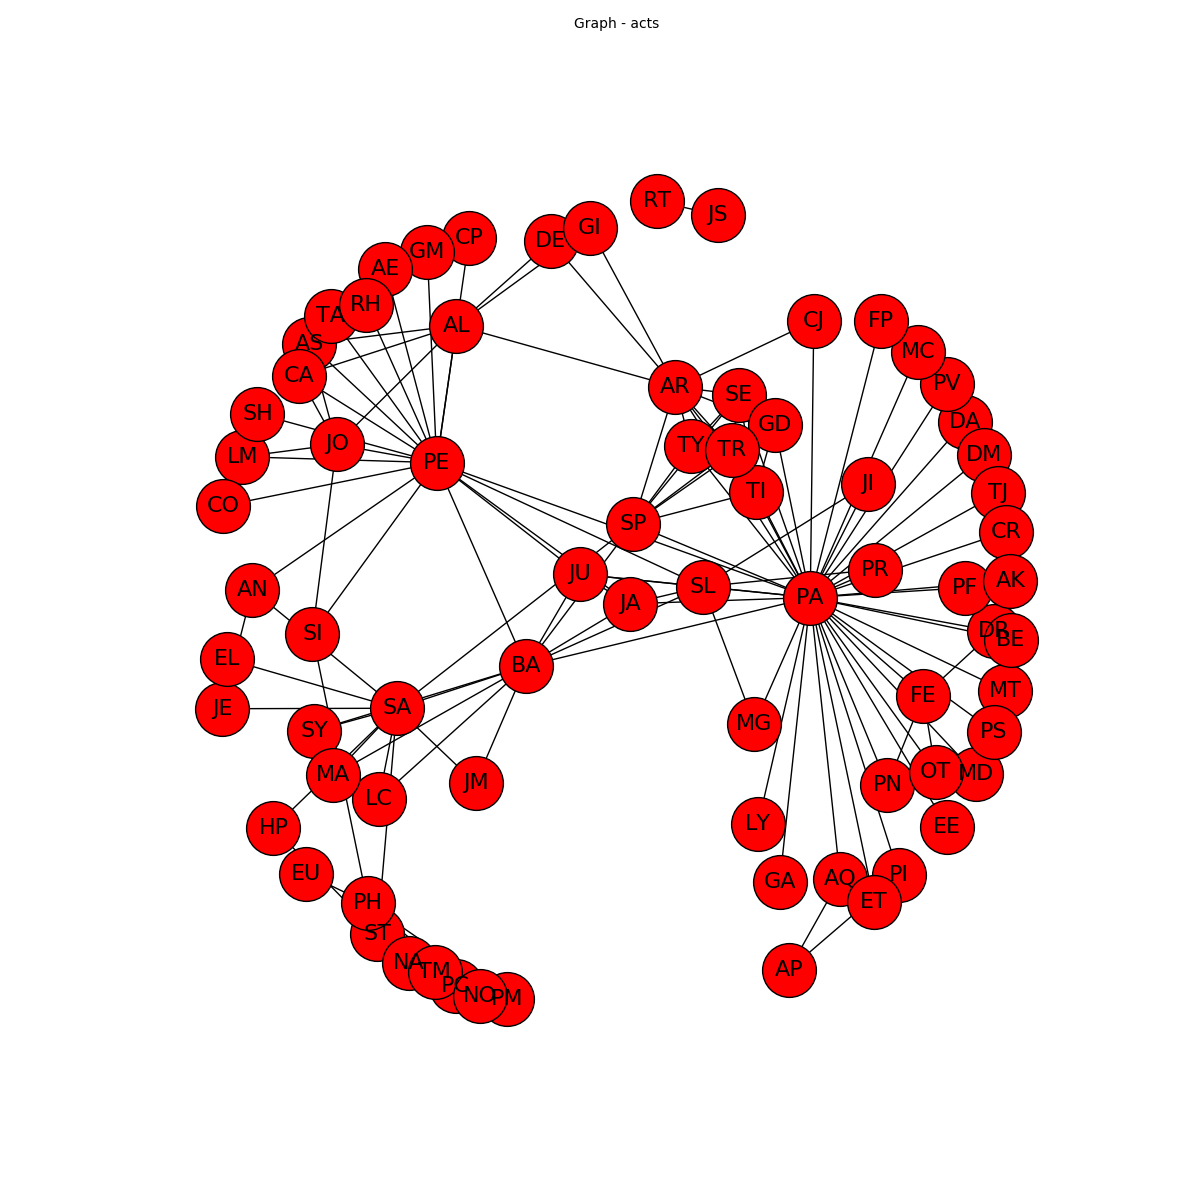 Graph - acts
RT
JS
CP
GI
DE
GM
AE
RH
TA
AL
CJ
FP
AS
MC
CA
PV
AR
SE
SH
DA
GD
JO
TY
TR
DM
LM
PE
JI
TI
TJ
CO
SP
CR
PR
JU
AK
SL
PF
AN
PA
JA
DR
SI
BE
EL
BA
MT
FE
SA
JE
MG
SY
PS
MA
OT
MD
JM
PN
LC
LY
HP
EE
EU
PI
AQ
GA
ET
PH
ST
NA
AP
TM
PC
NO
PM